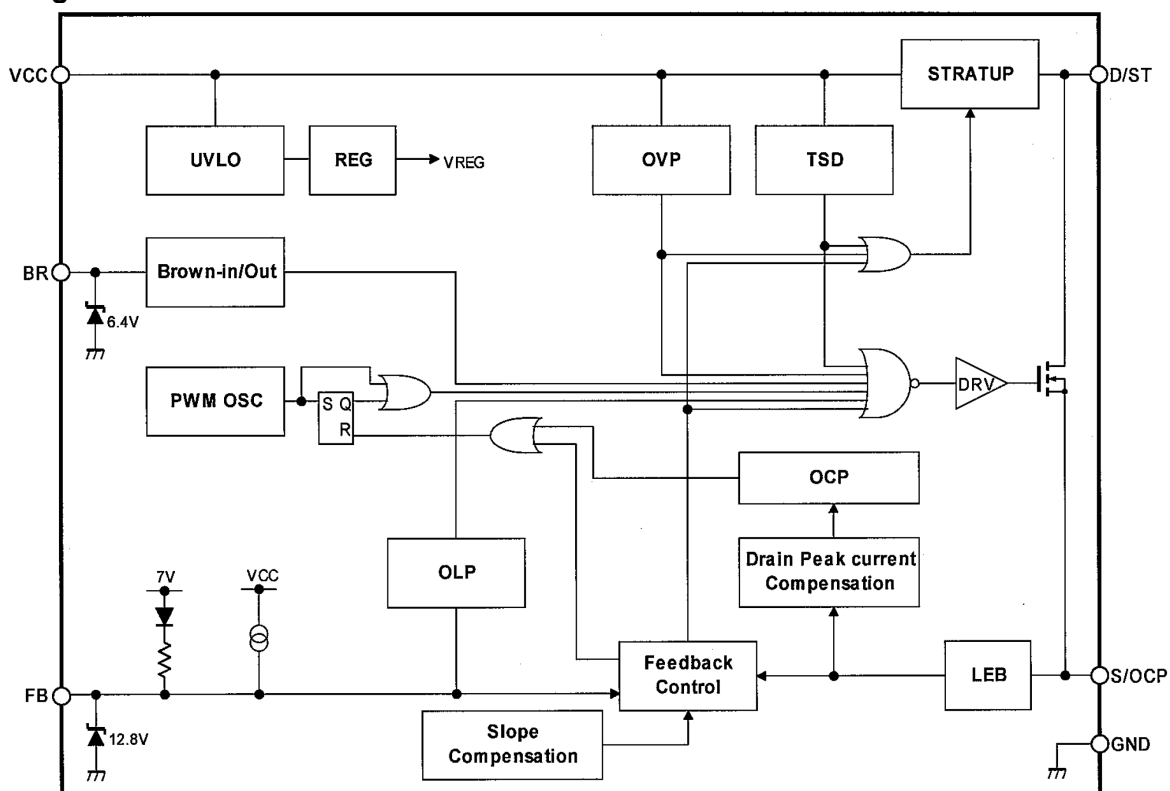 VCC
STRATUP
D/ST
UVLO
REG
VREG
OVP
TSD
BR
Brown-in/Out
6.4V
PWM OSC
S Q
R
DRV
OCP
OLP
Drain Peak current
Compensation
7V
VCC
FB
Feedback
Control
LEB
S/OCP
12.8V
Slope
Compensation
GND